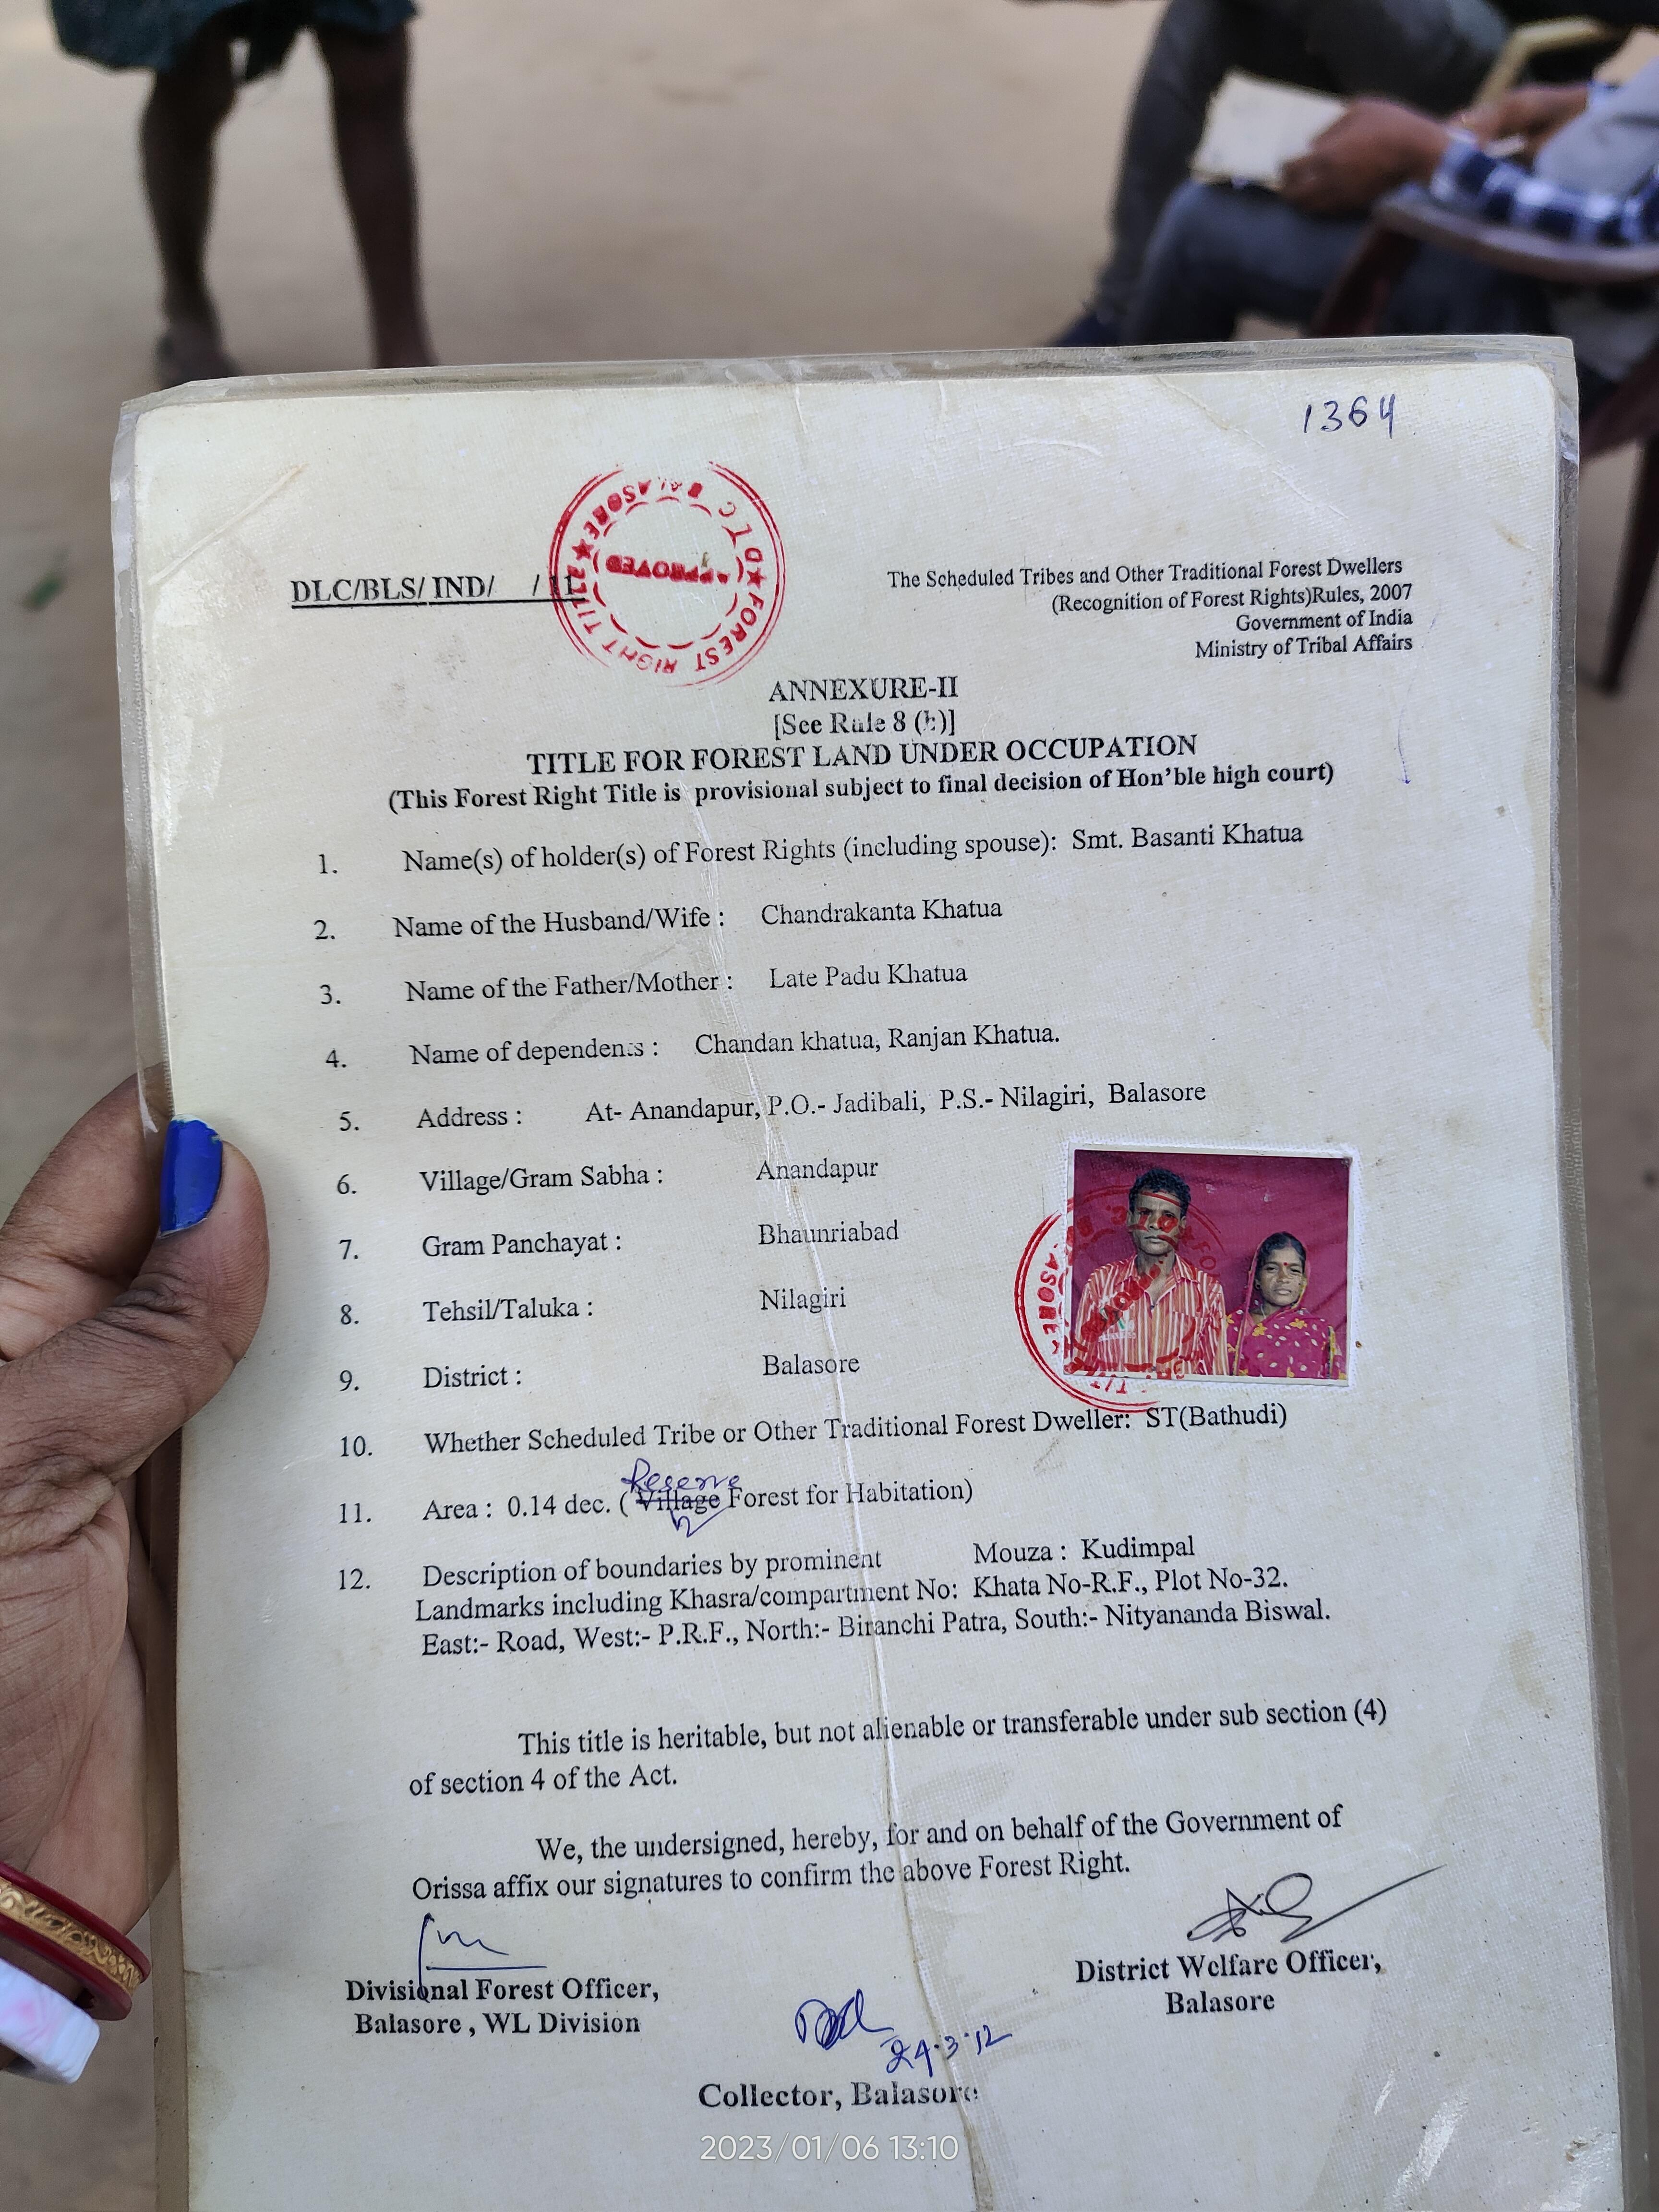 1364
DLC/BLS/ IND/ / 11
DLC BALASORE ★ FOREST RIGHT TITLE ★
APPROVED
The Scheduled Tribes and Other Traditional Forest Dwellers
(Recognition of Forest Rights)Rules, 2007
Government of India
Ministry of Tribal Affairs
ANNEXURE-II
[See Rule 8 (h)]
TITLE FOR FOREST LAND UNDER OCCUPATION
(This Forest Right Title is provisional subject to final decision of Hon'ble high court)
1. Name(s) of holder(s) of Forest Rights (including spouse): Smt. Basanti Khatua
2. Name of the Husband/Wife : Chandrakanta Khatua
3. Name of the Father/Mother : Late Padu Khatua
4. Name of dependents : Chandan khatua, Ranjan Khatua.
5. Address : At- Anandapur, P.O.- Jadibali, P.S.- Nilagiri, Balasore
6. Village/Gram Sabha : Anandapur
7. Gram Panchayat : Bhaunriabad
8. Tehsil/Taluka : Nilagiri
9. District : Balasore
10. Whether Scheduled Tribe or Other Traditional Forest Dweller: ST(Bathudi)
Reserve
11. Area : 0.14 dec. ( Village Forest for Habitation)
12. Description of boundaries by prominent Mouza : Kudimpal
Landmarks including Khasra/compartment No: Khata No-R.F., Plot No-32.
East:- Road, West:- P.R.F., North:- Biranchi Patra, South:- Nityananda Biswal.
This title is heritable, but not alienable or transferable under sub section (4)
of section 4 of the Act.
We, the undersigned, hereby, for and on behalf of the Government of
Orissa affix our signatures to confirm the above Forest Right.
Divisional Forest Officer,
Balasore , WL Division
District Welfare Officer,
Balasore
24.3.12
Collector, Balasore
2023/01/06 13:10